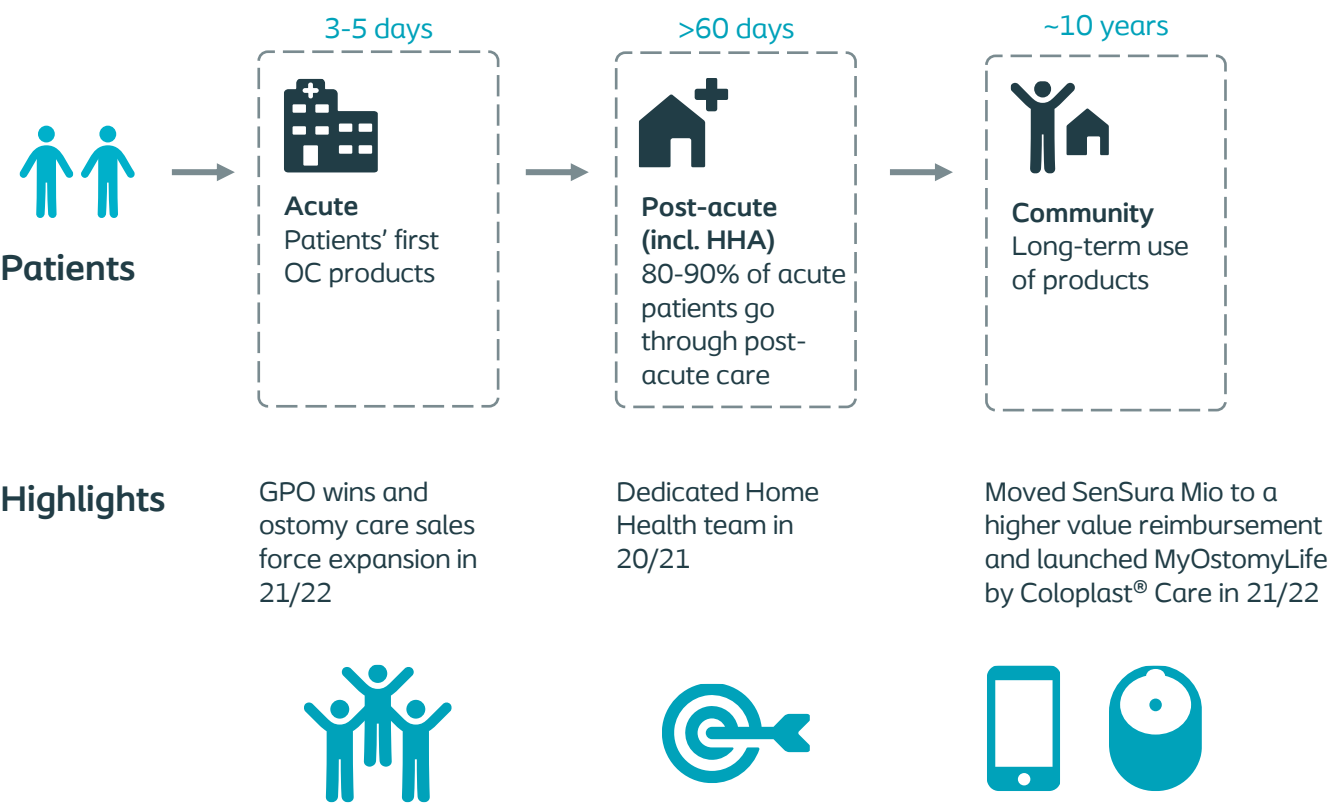 3-5 days
>60 days
~10 years
Patients
Acute
Patients’ first
OC products
Post-acute
(incl. HHA)
80-90% of acute
patients go
through post-
acute care
Community
Long-term use
of products
Highlights
GPO wins and
ostomy care sales
force expansion in
21/22
Dedicated Home
Health team in
20/21
Moved SenSura Mio to a
higher value reimbursement
and launched MyOstomyLife
by Coloplast® Care in 21/22